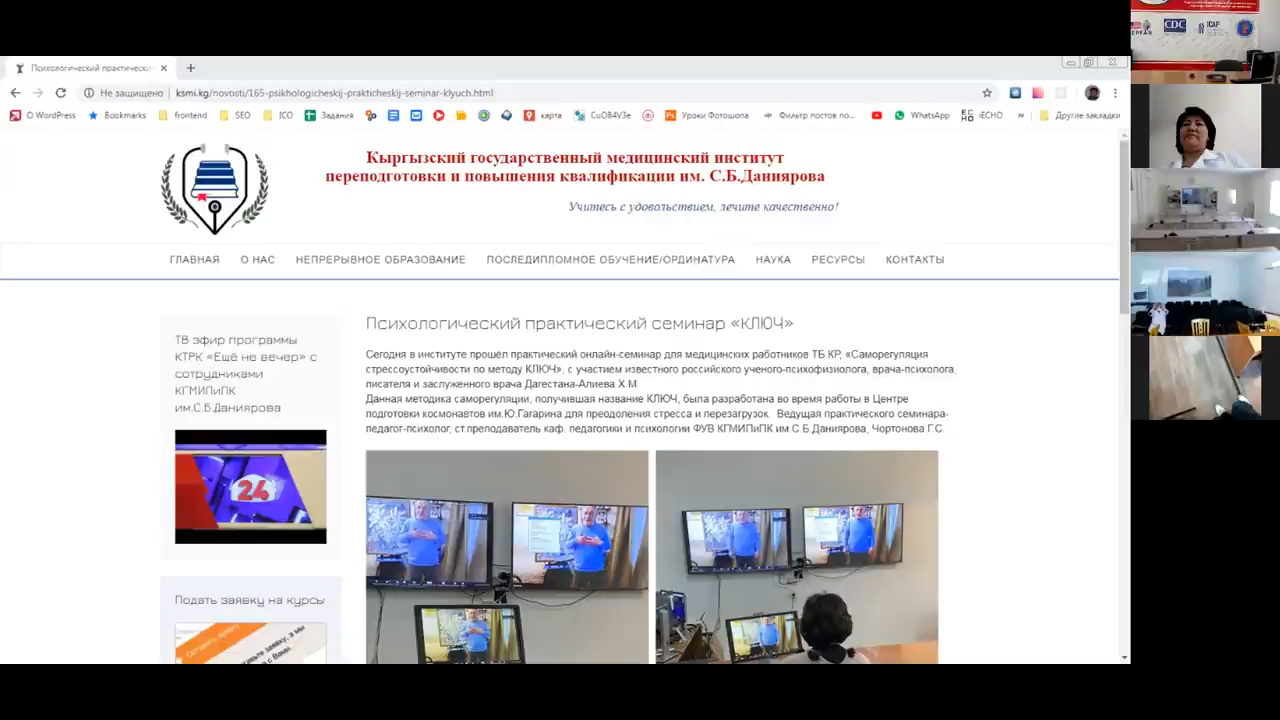 Психологический практически
Не защищено
ksmi.kg/novosti/165-psikhologicheskij-prakticheskij-seminar-klyuch.html
О WordPress
Bookmarks
frontend
SEO
ICO
Задания
карта
CuOB4V3e
Уроки Фотошопа
Фильтр постов по...
WhatsApp
ECHO
iECHO
»
Другие закладки
Кыргызский государственный медицинский институт
переподготовки и повышения квалификации им. С.Б.Даниярова
Учитесь с удовольствием, лечите качественно!
ГЛАВНАЯ
О НАС
НЕПРЕРЫВНОЕ ОБРАЗОВАНИЕ
ПОСЛЕДИПЛОМНОЕ ОБУЧЕНИЕ/ОРДИНАТУРА
НАУКА
РЕСУРСЫ
КОНТАКТЫ
ТВ эфир программы
КТРК «Ещё не вечер» с
сотрудниками
КГМИПиПК
им.С.Б.Даниярова
24
Подать заявку на курсы
Психологический практический семинар «КЛЮЧ»
Сегодня в институте прошёл практический онлайн-семинар для медицинских работников ТБ КР, «Саморегуляция
стрессоустойчивости по методу КЛЮЧ», с участием известного российского ученого-психофизиолога, врача-психолога,
писателя и заслуженного врача Дагестана-Алиева Х.М
Данная методика саморегуляции, получившая название КЛЮЧ, была разработана во время работы в Центре
подготовки космонавтов им.Ю.Гагарина для преодоления стресса и перезагрузок. Ведущая практического семинара-
педагог-психолог, ст.преподаватель каф. педагогики и психологии ФУВ КГМИПиПК им С.Б.Даниярова, Чортонова Г.С.
CDC
ICAP